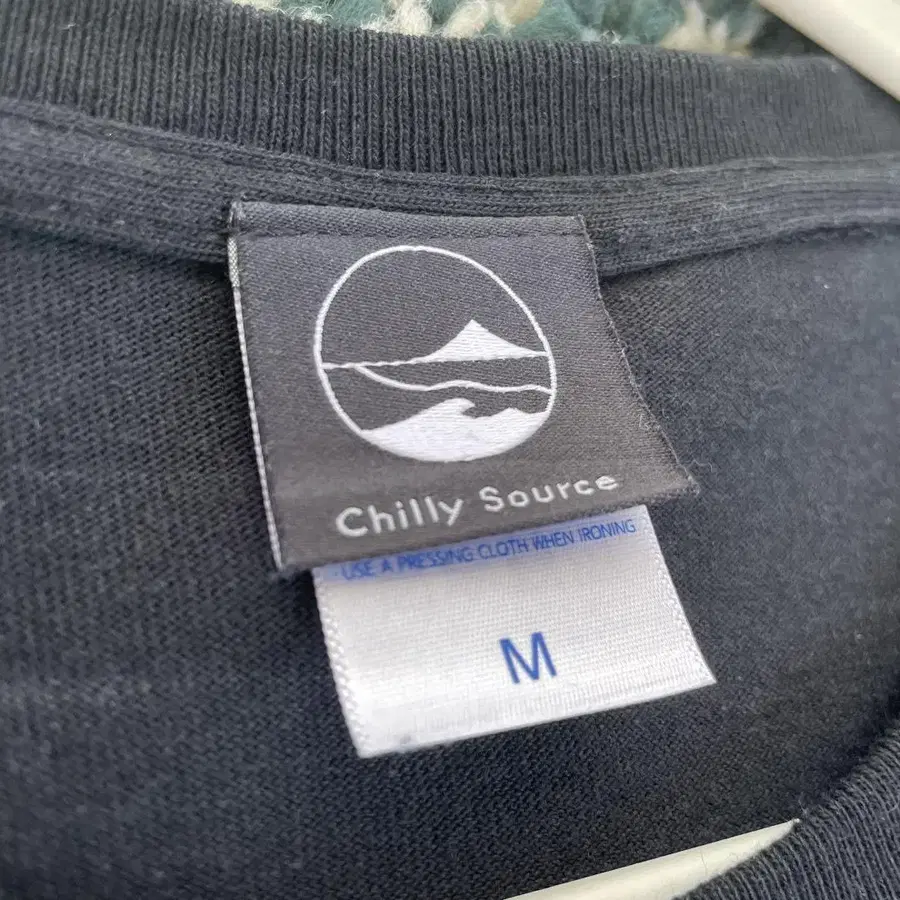 Chilly Source
USE A PRESSING CLOTH WHEN IRONING
M